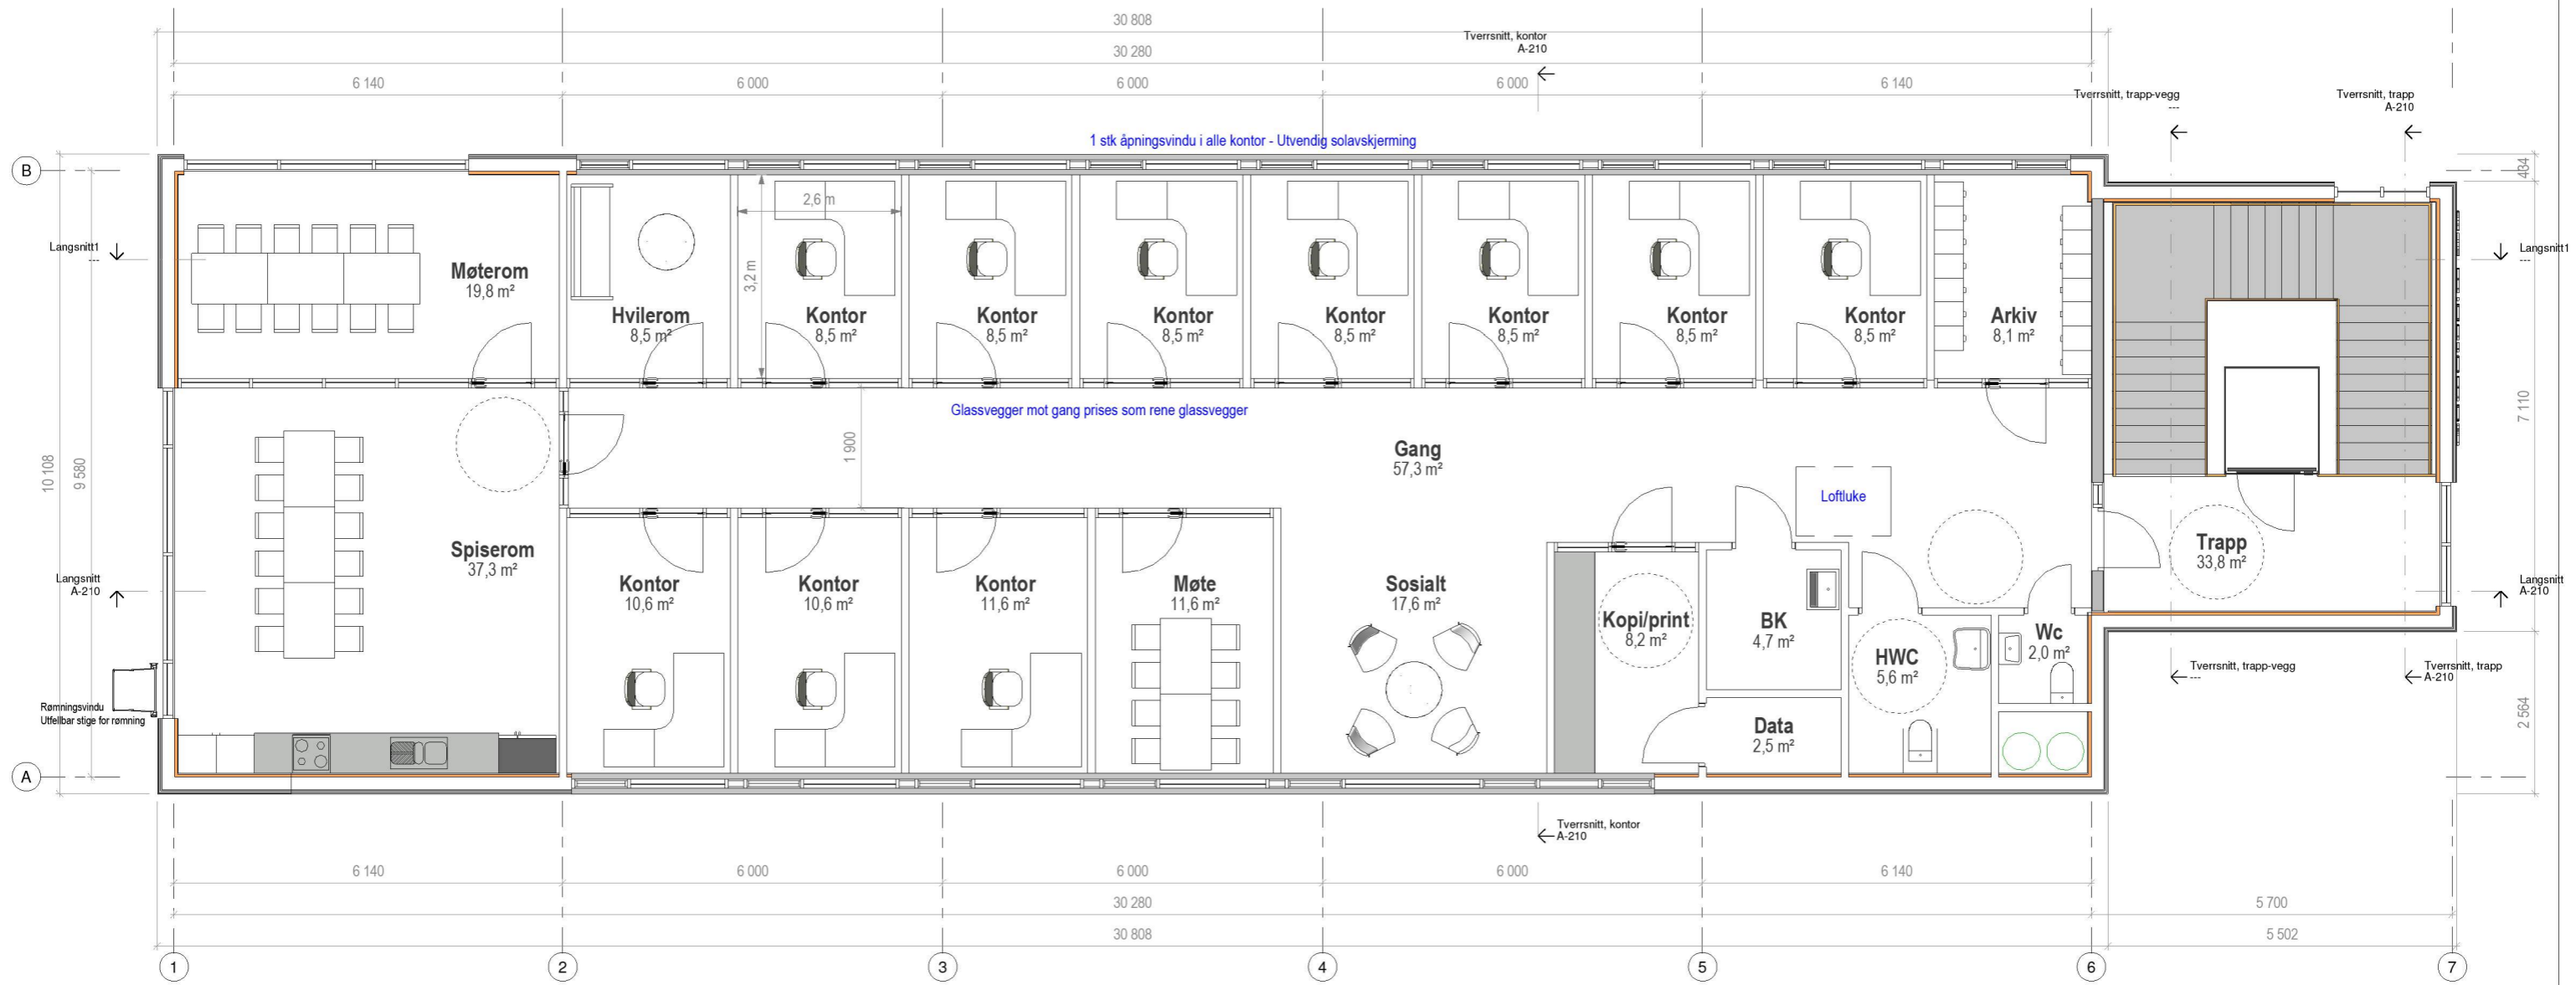 30 808
Tverrsnitt, kontor
A-210
30 280
6 140
6 000
6 000
6 000
6 140
Tverrsnitt, trapp-vegg
---
Tverrsnitt, trapp
A-210
1 stk åpningsvindu i alle kontor - Utvendig solavskjerming
B
434
2,6 m
3,2 m
Langsnitt1
---
Langsnitt1
---
Møterom
19,8 m²
Hvilerom
8,5 m²
Kontor
8,5 m²
Kontor
8,5 m²
Kontor
8,5 m²
Kontor
8,5 m²
Kontor
8,5 m²
Kontor
8,5 m²
Kontor
8,5 m²
Arkiv
8,1 m²
Glassvegger mot gang prises som rene glassvegger
7 110
10 108
9 580
1 900
Gang
57,3 m²
Loftluke
Spiserom
37,3 m²
Trapp
33,8 m²
Langsnitt
A-210
Langsnitt
A-210
Kontor
10,6 m²
Kontor
10,6 m²
Kontor
11,6 m²
Møte
11,6 m²
Sosialt
17,6 m²
Kopi/print
8,2 m²
BK
4,7 m²
HWC
5,6 m²
Wc
2,0 m²
Tverrsnitt, trapp-vegg
---
Tverrsnitt, trapp
A-210
Rømningsvindu
Utfellbar stige for rømning
Data
2,5 m²
2 564
A
Tverrsnitt, kontor
A-210
6 140
6 000
6 000
6 000
6 140
30 280
5 700
30 808
5 502
1
2
3
4
5
6
7